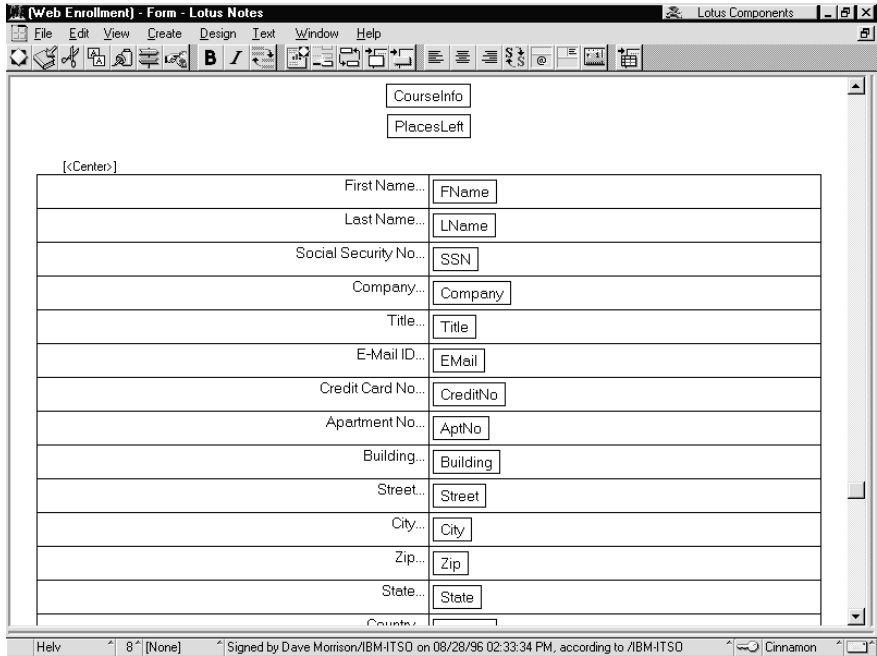 (Web Enrollment) - Form - Lotus Notes Lotus Components
File Edit View Create Design Text Window Help
CourseInfo
PlacesLeft
[<Center>]
First Name... FName
Last Name... LName
Social Security No... SSN
Company... Company
Title... Title
E-Mail ID... EMail
Credit Card No... CreditNo
Apartment No... AptNo
Building... Building
Street... Street
City... City
Zip... Zip
State... State
Country...
Helv 8 [None] Signed by Dave Morrison/IBM-ITSO on 08/28/96 02:33:34 PM, according to /IBM-ITSO Cinnamon